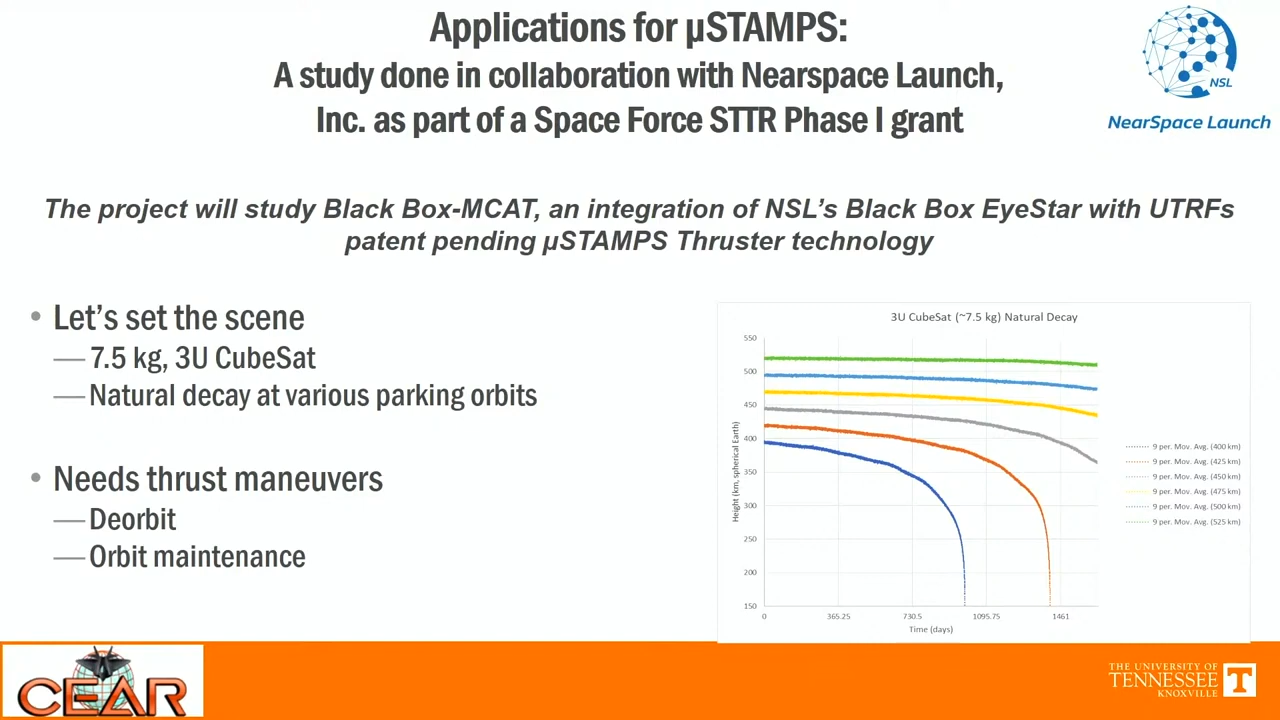 Applications for µSTAMPS:
A study done in collaboration with Nearspace Launch,
Inc. as part of a Space Force STTR Phase I grant
NSL
NearSpace Launch
The project will study Black Box-MCAT, an integration of NSL's Black Box EyeStar with UTRFs
patent pending µSTAMPS Thruster technology
• Let's set the scene
— 7.5 kg, 3U CubeSat
— Natural decay at various parking orbits
• Needs thrust maneuvers
— Deorbit
— Orbit maintenance
3U CubeSat (~7.5 kg) Natural Decay
Height (km, spherical Earth)
550
500
450
400
350
300
250
200
150
0 365.25 730.5 1095.75 1461
Time (days)
9 per. Mov. Avg. (400 km)
9 per. Mov. Avg. (425 km)
9 per. Mov. Avg. (450 km)
9 per. Mov. Avg. (475 km)
9 per. Mov. Avg. (500 km)
9 per. Mov. Avg. (525 km)
CEAR
THE UNIVERSITY OF
TENNESSEE
KNOXVILLE
T